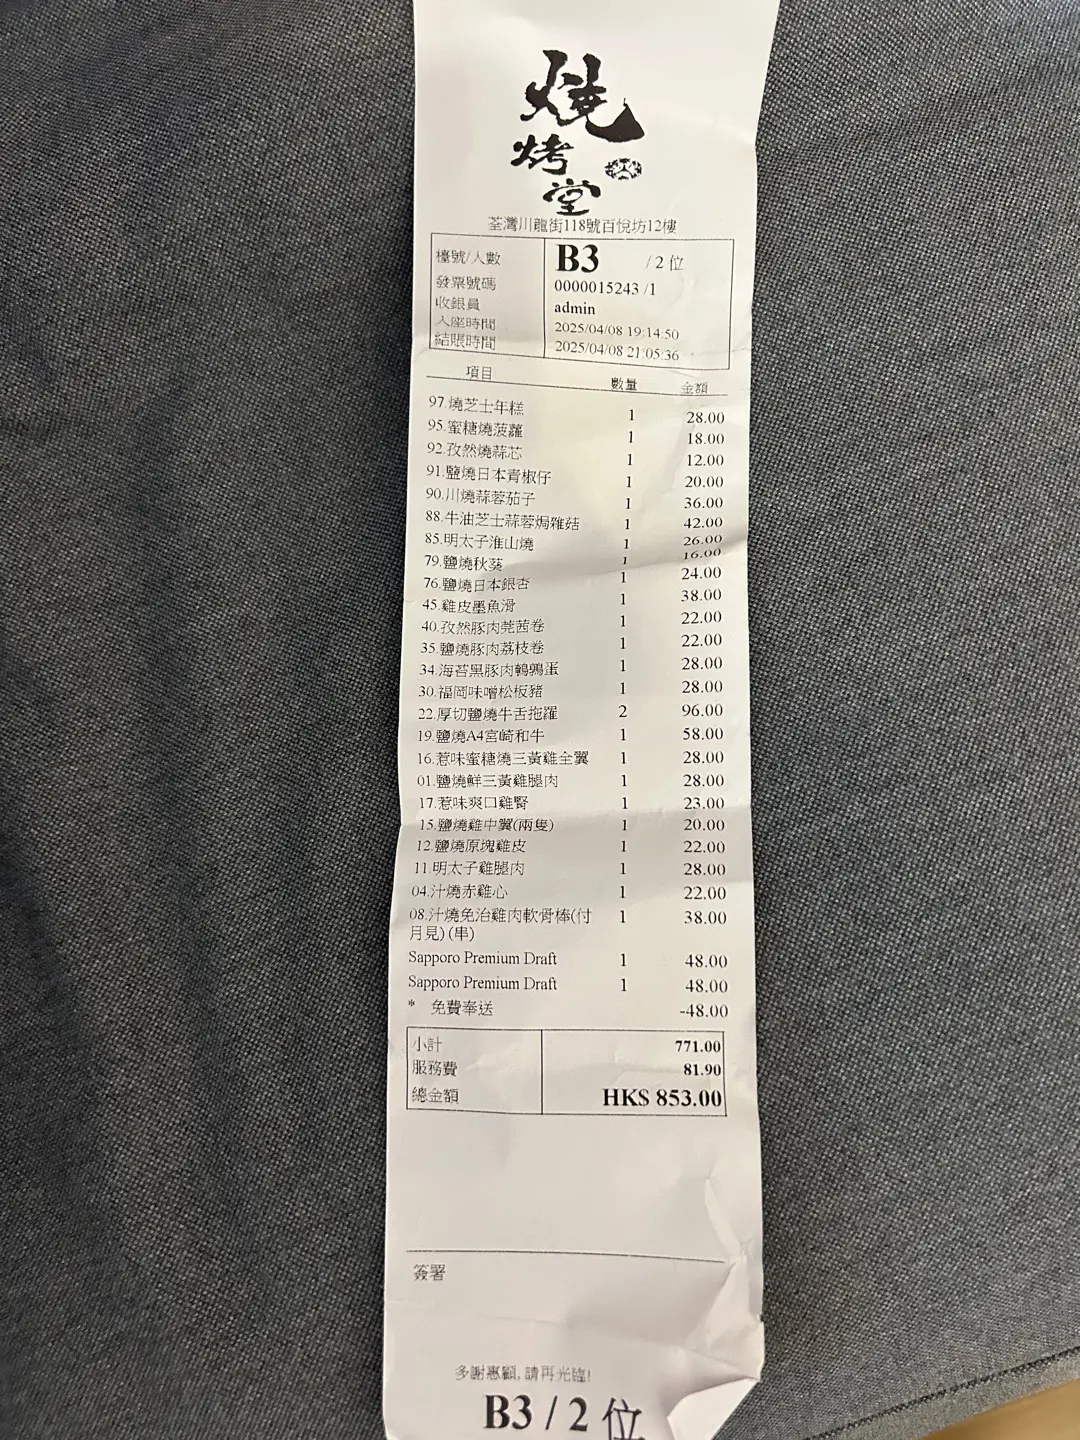 燒
烤
堂
荃灣川龍街118號百悅坊12樓
檯號/人數 B3 / 2 位
發票號碼 0000015243 /1
收銀員 admin
入座時間 2025/04/08 19:14:50
結賬時間 2025/04/08 21:05:36
項目 數量 金額
97.燒芝士年糕 1 28.00
95.蜜糖燒菠蘿 1 18.00
92.孜然燒蒜芯 1 12.00
91.鹽燒日本青椒仔 1 20.00
90.川燒蒜蓉茄子 1 36.00
88.牛油芝士蒜蓉焗雜菇 1 42.00
85.明太子淮山燒 1 26.00
79.鹽燒秋葵 1 16.00
76.鹽燒日本銀杏 1 24.00
45.雞皮墨魚滑 1 38.00
40.孜然豚肉芫茜卷 1 22.00
35.鹽燒豚肉荔枝卷 1 22.00
34.海苔黑豚肉鵪鶉蛋 1 28.00
30.福岡味噌松板豬 1 28.00
22.厚切鹽燒牛舌拖羅 2 96.00
19.鹽燒A4宮崎和牛 1 58.00
16.惹味蜜糖燒三黃雞全翼 1 28.00
01.鹽燒鮮三黃雞腿肉 1 28.00
17.惹味爽口雞腎 1 23.00
15.鹽燒雞中翼(兩隻) 1 20.00
12.鹽燒原塊雞皮 1 22.00
11.明太子雞腿肉 1 28.00
04.汁燒赤雞心 1 22.00
08.汁燒免治雞肉軟骨棒(付 1 38.00
月見) (串)
Sapporo Premium Draft 1 48.00
Sapporo Premium Draft 1 48.00
* 免費奉送 -48.00
小計 771.00
服務費 81.90
總金額 HK$ 853.00
簽署
多謝惠顧, 請再光臨!
B3 / 2 位